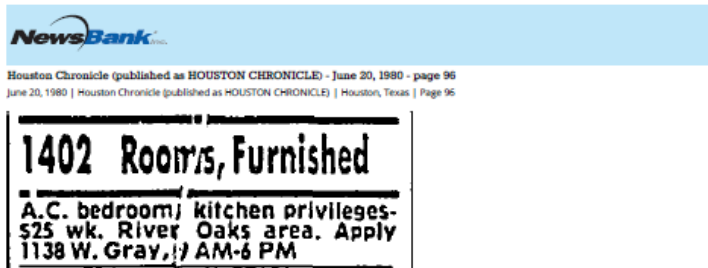 NewsBank inc.
Houston Chronicle (published as HOUSTON CHRONICLE) - June 20, 1980 - page 96
June 20, 1980 | Houston Chronicle (published as HOUSTON CHRONICLE) | Houston, Texas | Page 96
1402 Rooms, Furnished
A.C. bedroom, kitchen privileges-
$25 wk. River Oaks area. Apply
1138 W. Gray, AM-6 PM